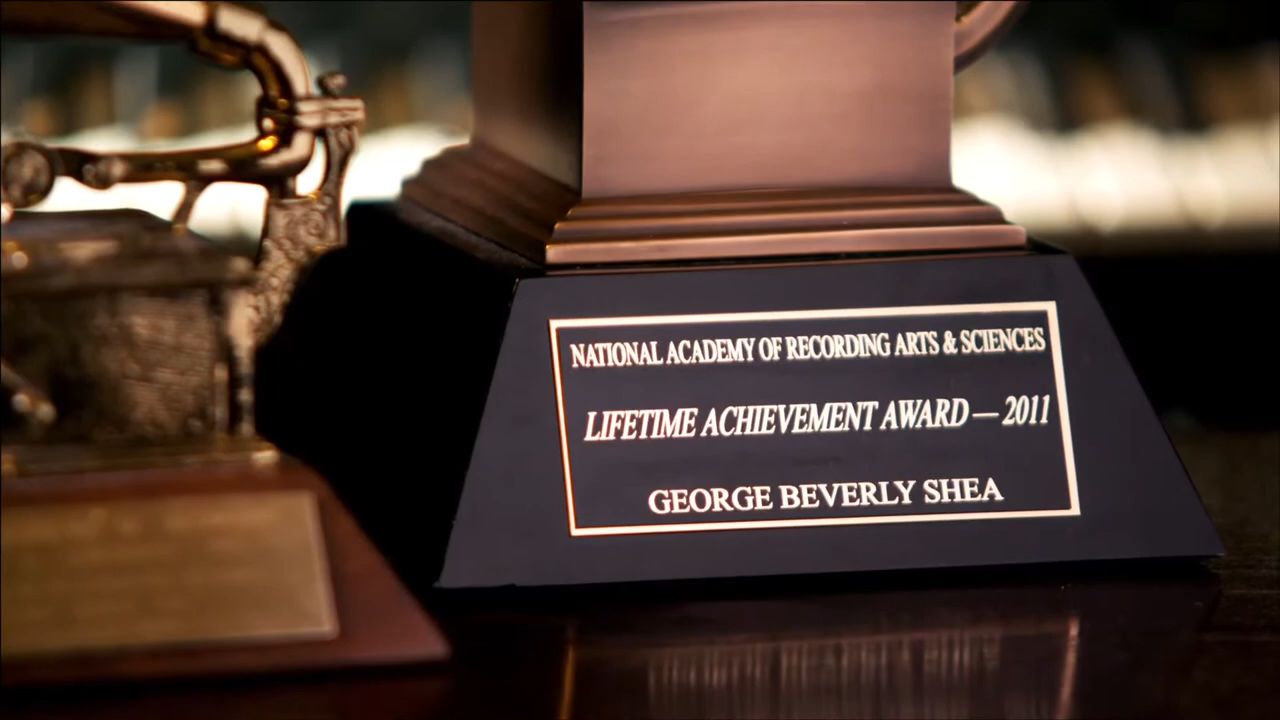 NATIONAL ACADEMY OF RECORDING ARTS & SCIENCES
LIFETIME ACHIEVEMENT AWARD — 2011
GEORGE BEVERLY SHEA